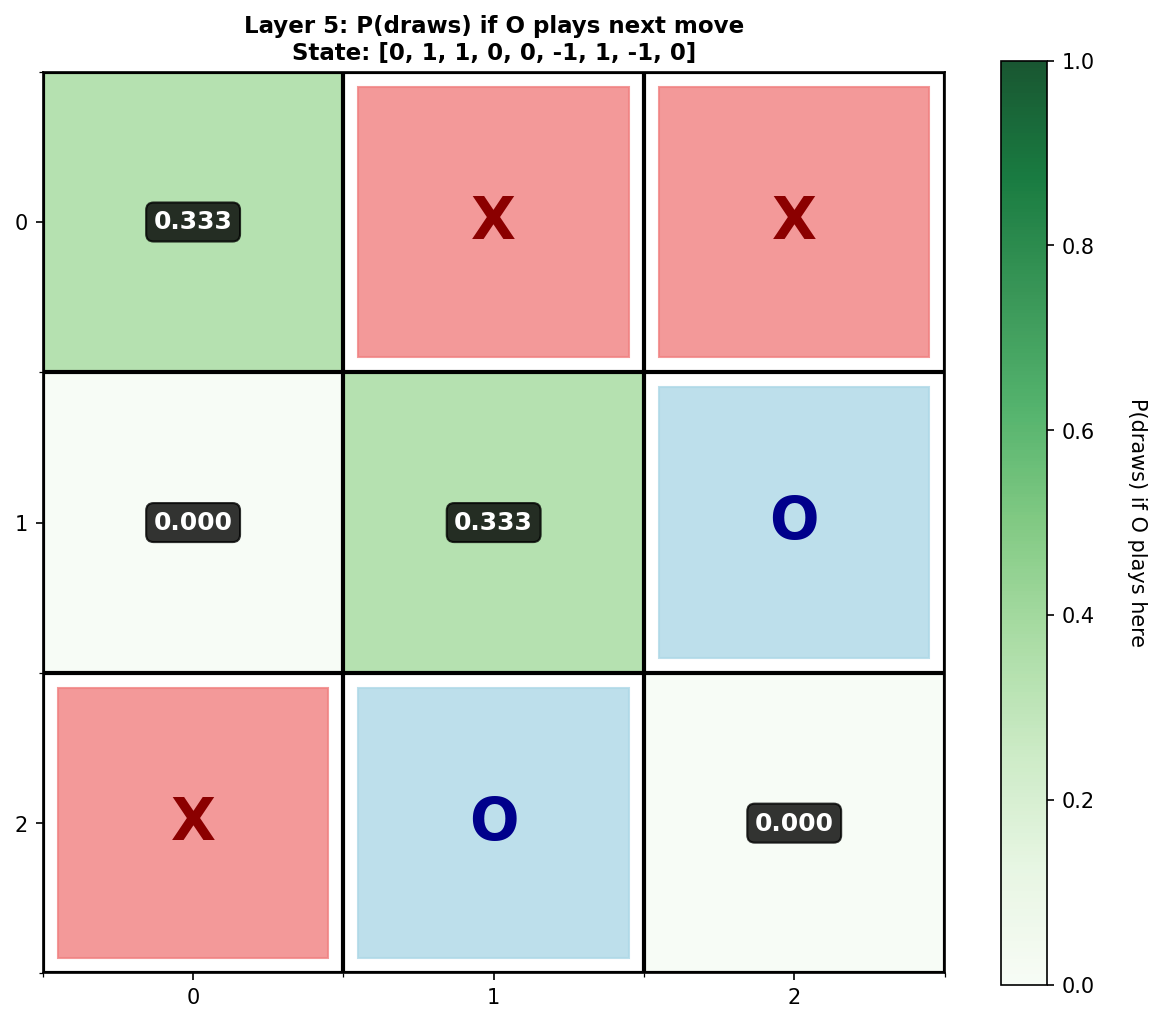 Layer 5: P(draws) if O plays next move
State: [0, 1, 1, 0, 0, -1, 1, -1, 0]
0
0.333
X
X
1
0.000
0.333
O
2
X
O
0.000
0
1
2
1.0
0.8
0.6
0.4
0.2
0.0
P(draws) if O plays here